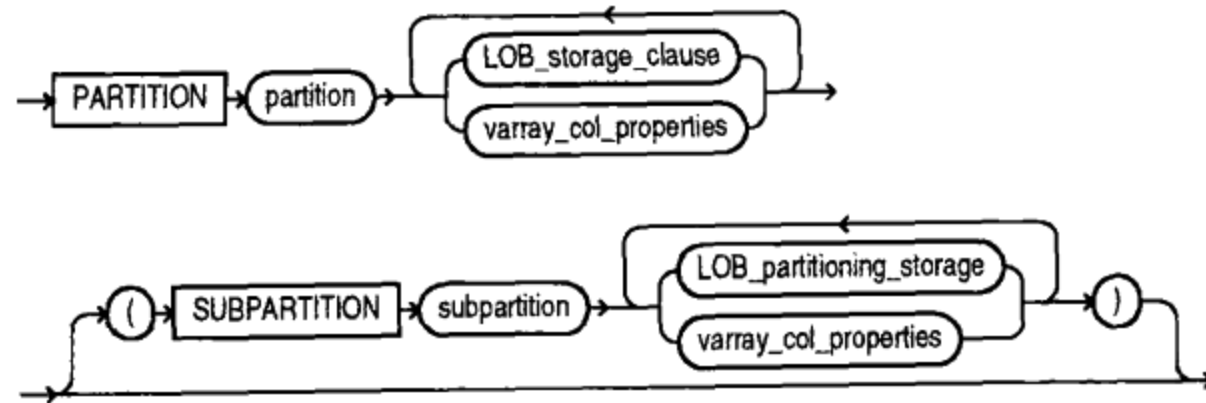 LOB_storage_clause
PARTITION partition
varray_col_properties
LOB_partitioning_storage
( SUBPARTITION subpartition )
varray_col_properties